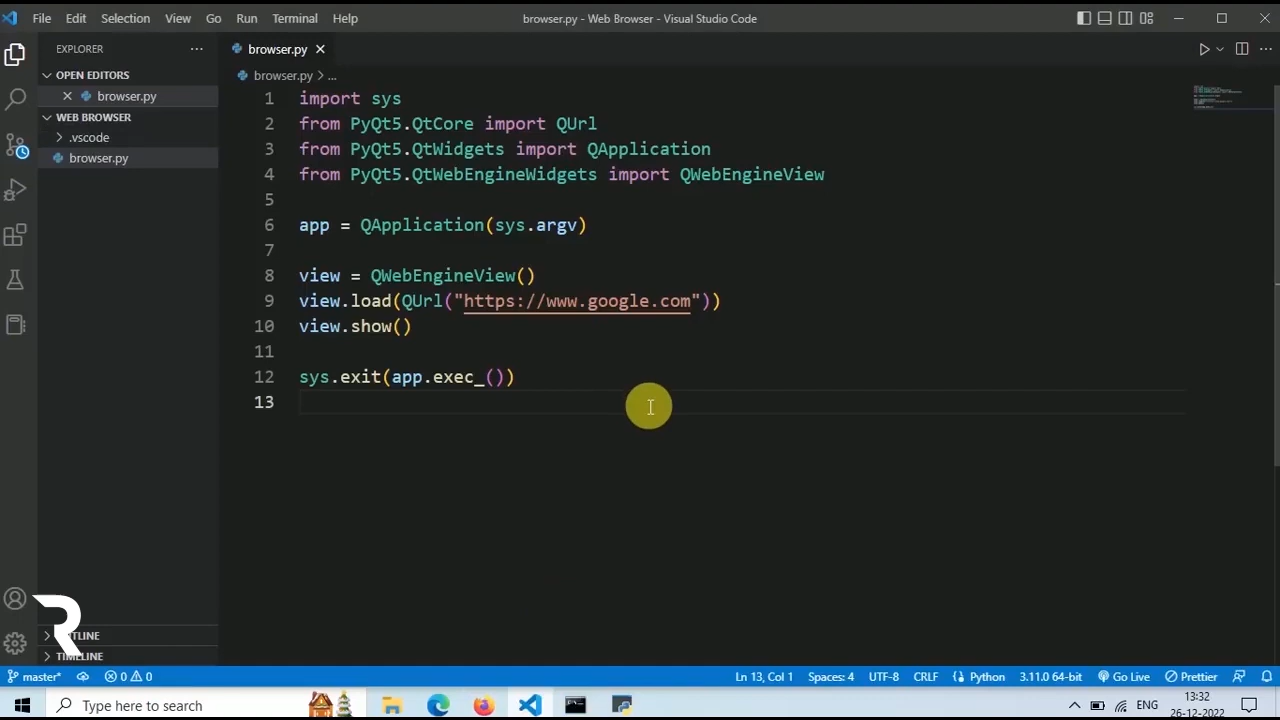 File Edit Selection View Go Run Terminal Help
browser.py - Web Browser - Visual Studio Code
EXPLORER
OPEN EDITORS
browser.py
WEB BROWSER
.vscode
browser.py
TLINE
TIMELINE
browser.py
browser.py > ...
1 import sys
2 from PyQt5.QtCore import QUrl
3 from PyQt5.QtWidgets import QApplication
4 from PyQt5.QtWebEngineWidgets import QWebEngineView
5
6 app = QApplication(sys.argv)
7
8 view = QWebEngineView()
9 view.load(QUrl("https://www.google.com"))
10 view.show()
11
12 sys.exit(app.exec_())
13
R
master* 0 0 Ln 13, Col 1 Spaces: 4 UTF-8 CRLF Python 3.11.0 64-bit Go Live Prettier
Type here to search
ENG
13:32
26-12-2022